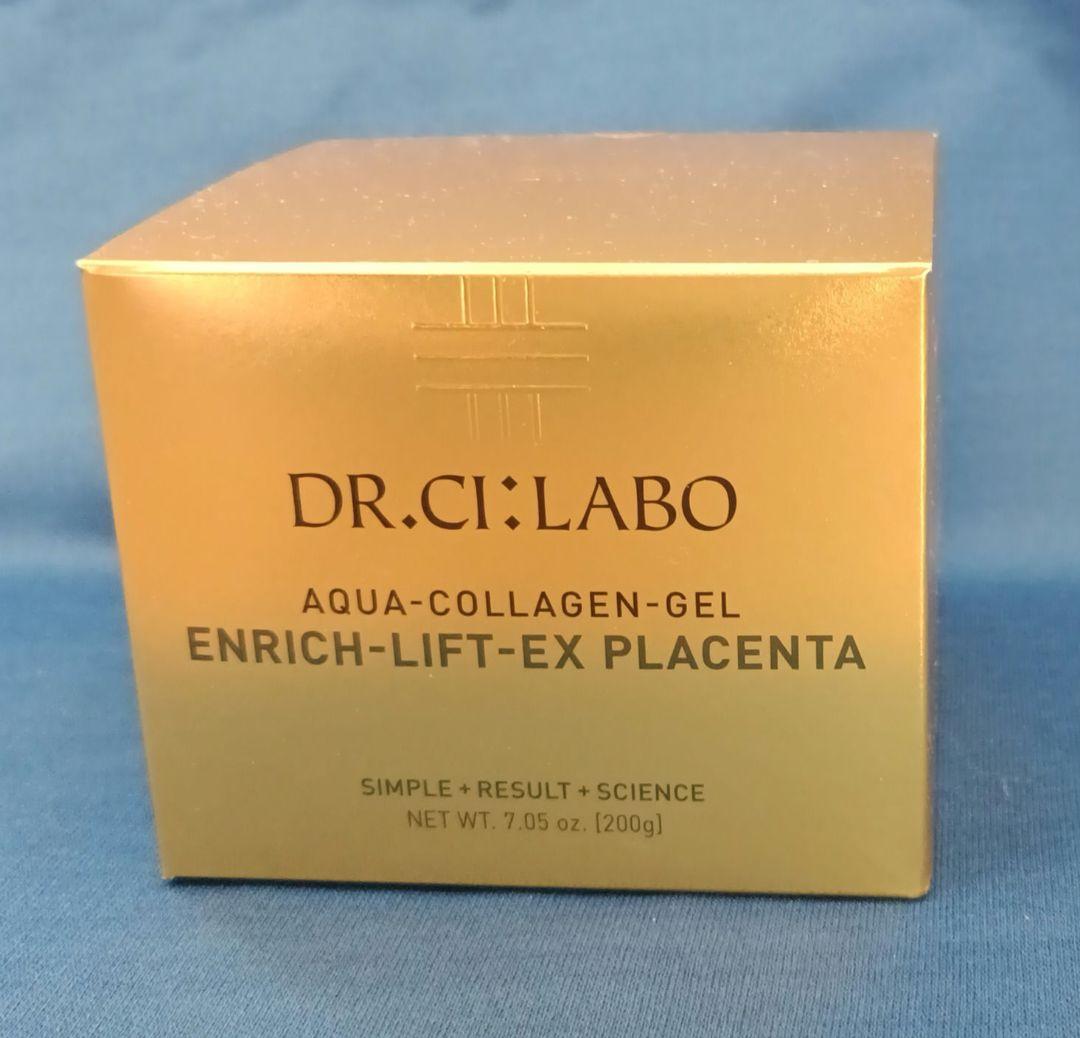 DR.CI:LABO
AQUA-COLLAGEN-GEL
ENRICH-LIFT-EX PLACENTA
SIMPLE + RESULT + SCIENCE
NET WT. 7.05 oz. [200g]